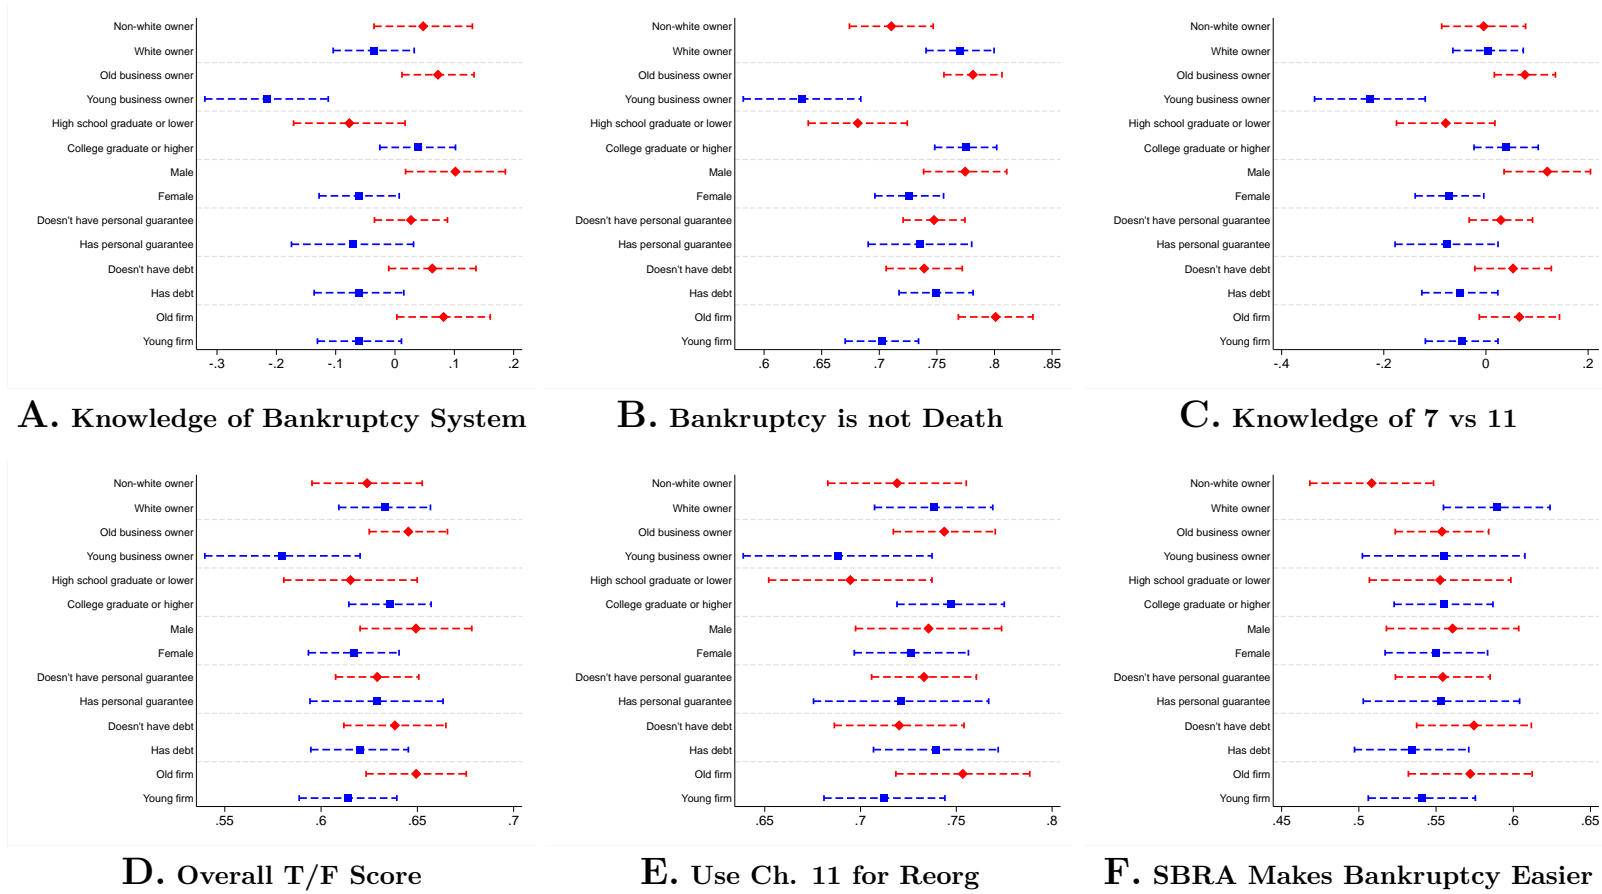 Non-white owner
White owner
Old business owner
Young business owner
High school graduate or lower
College graduate or higher
Male
Female
Doesn't have personal guarantee
Has personal guarantee
Doesn't have debt
Has debt
Old firm
Young firm
-.3 -.2 -.1 0 .1 .2
A. Knowledge of Bankruptcy System
Non-white owner
White owner
Old business owner
Young business owner
High school graduate or lower
College graduate or higher
Male
Female
Doesn't have personal guarantee
Has personal guarantee
Doesn't have debt
Has debt
Old firm
Young firm
.6 .65 .7 .75 .8 .85
B. Bankruptcy is not Death
Non-white owner
White owner
Old business owner
Young business owner
High school graduate or lower
College graduate or higher
Male
Female
Doesn't have personal guarantee
Has personal guarantee
Doesn't have debt
Has debt
Old firm
Young firm
-.4 -.2 0 .2
C. Knowledge of 7 vs 11
Non-white owner
White owner
Old business owner
Young business owner
High school graduate or lower
College graduate or higher
Male
Female
Doesn't have personal guarantee
Has personal guarantee
Doesn't have debt
Has debt
Old firm
Young firm
.55 .6 .65 .7
D. Overall T/F Score
Non-white owner
White owner
Old business owner
Young business owner
High school graduate or lower
College graduate or higher
Male
Female
Doesn't have personal guarantee
Has personal guarantee
Doesn't have debt
Has debt
Old firm
Young firm
.65 .7 .75 .8
E. Use Ch. 11 for Reorg
Non-white owner
White owner
Old business owner
Young business owner
High school graduate or lower
College graduate or higher
Male
Female
Doesn't have personal guarantee
Has personal guarantee
Doesn't have debt
Has debt
Old firm
Young firm
.45 .5 .55 .6 .65
F. SBRA Makes Bankruptcy Easier